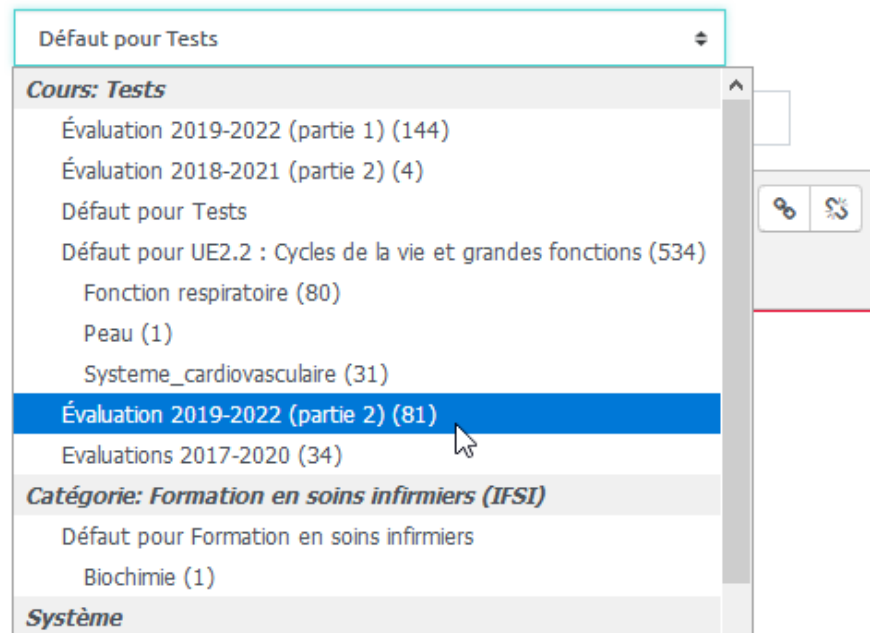 Défaut pour Tests
Cours: Tests
Évaluation 2019-2022 (partie 1) (144)
Évaluation 2018-2021 (partie 2) (4)
Défaut pour Tests
Défaut pour UE2.2 : Cycles de la vie et grandes fonctions (534)
Fonction respiratoire (80)
Peau (1)
Systeme_cardiovasculaire (31)
Évaluation 2019-2022 (partie 2) (81)
Evaluations 2017-2020 (34)
Catégorie: Formation en soins infirmiers (IFSI)
Défaut pour Formation en soins infirmiers
Biochimie (1)
Système